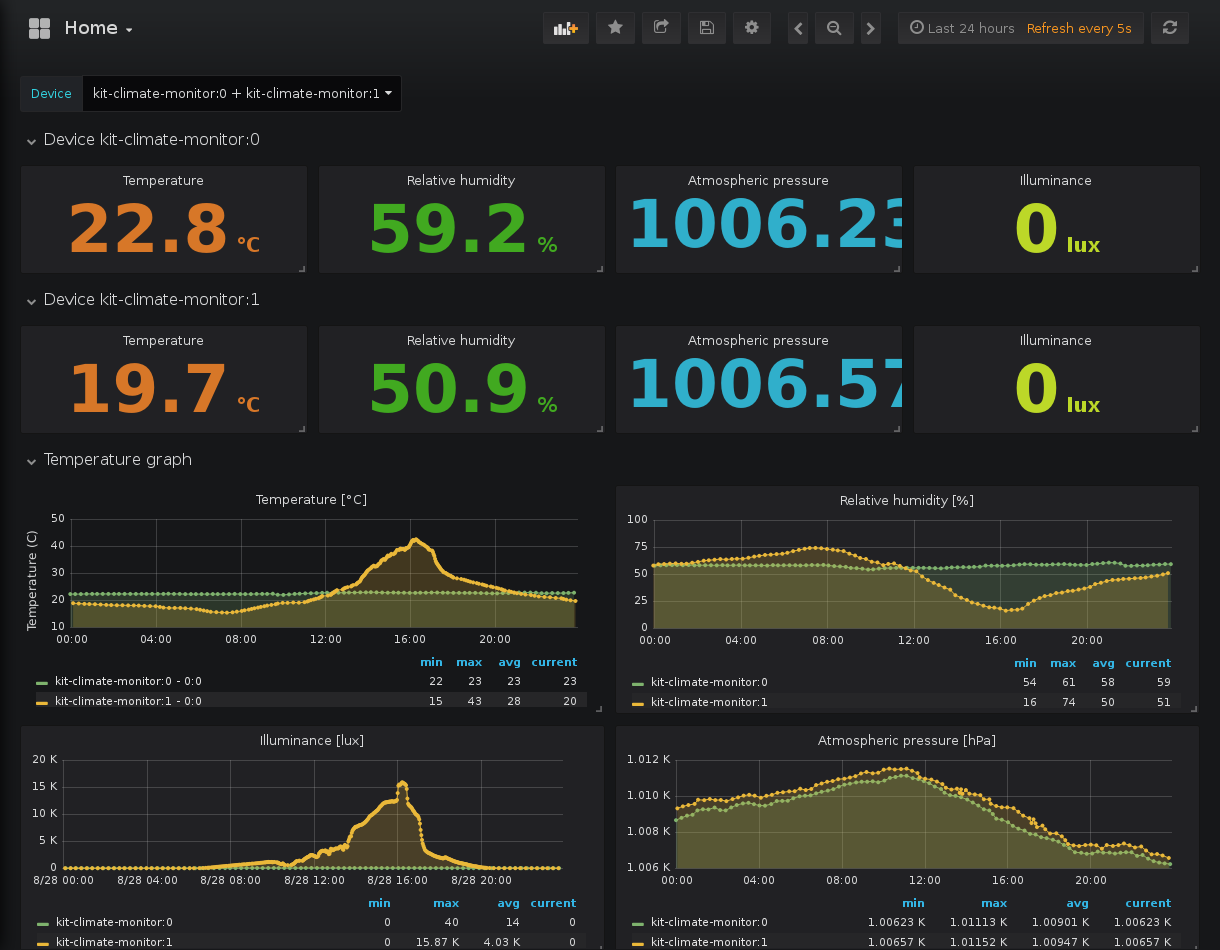 Home
Last 24 hours Refresh every 5s
Device kit-climate-monitor:0 + kit-climate-monitor:1
Device kit-climate-monitor:0
Temperature Relative humidity Atmospheric pressure Illuminance
22.8 °C 59.2 % 1006.23 0 lux
Device kit-climate-monitor:1
Temperature Relative humidity Atmospheric pressure Illuminance
19.7 °C 50.9 % 1006.57 0 lux
Temperature graph
Temperature [°C]
Temperature (C)
50
40
30
20
10
00:00 04:00 08:00 12:00 16:00 20:00
min max avg current
kit-climate-monitor:0 - 0:0 22 23 23 23
kit-climate-monitor:1 - 0:0 15 43 28 20
Relative humidity [%]
100
75
50
25
0
00:00 04:00 08:00 12:00 16:00 20:00
min max avg current
kit-climate-monitor:0 54 61 58 59
kit-climate-monitor:1 16 74 50 51
Illuminance [lux]
20 K
15 K
10 K
5 K
0
8/28 00:00 8/28 04:00 8/28 08:00 8/28 12:00 8/28 16:00 8/28 20:00
min max avg current
kit-climate-monitor:0 0 40 14 0
kit-climate-monitor:1 0 15.87 K 4.03 K 0
Atmospheric pressure [hPa]
1.012 K
1.010 K
1.008 K
1.006 K
00:00 04:00 08:00 12:00 16:00 20:00
min max avg current
kit-climate-monitor:0 1.00623 K 1.01113 K 1.00901 K 1.00623 K
kit-climate-monitor:1 1.00657 K 1.01152 K 1.00947 K 1.00657 K